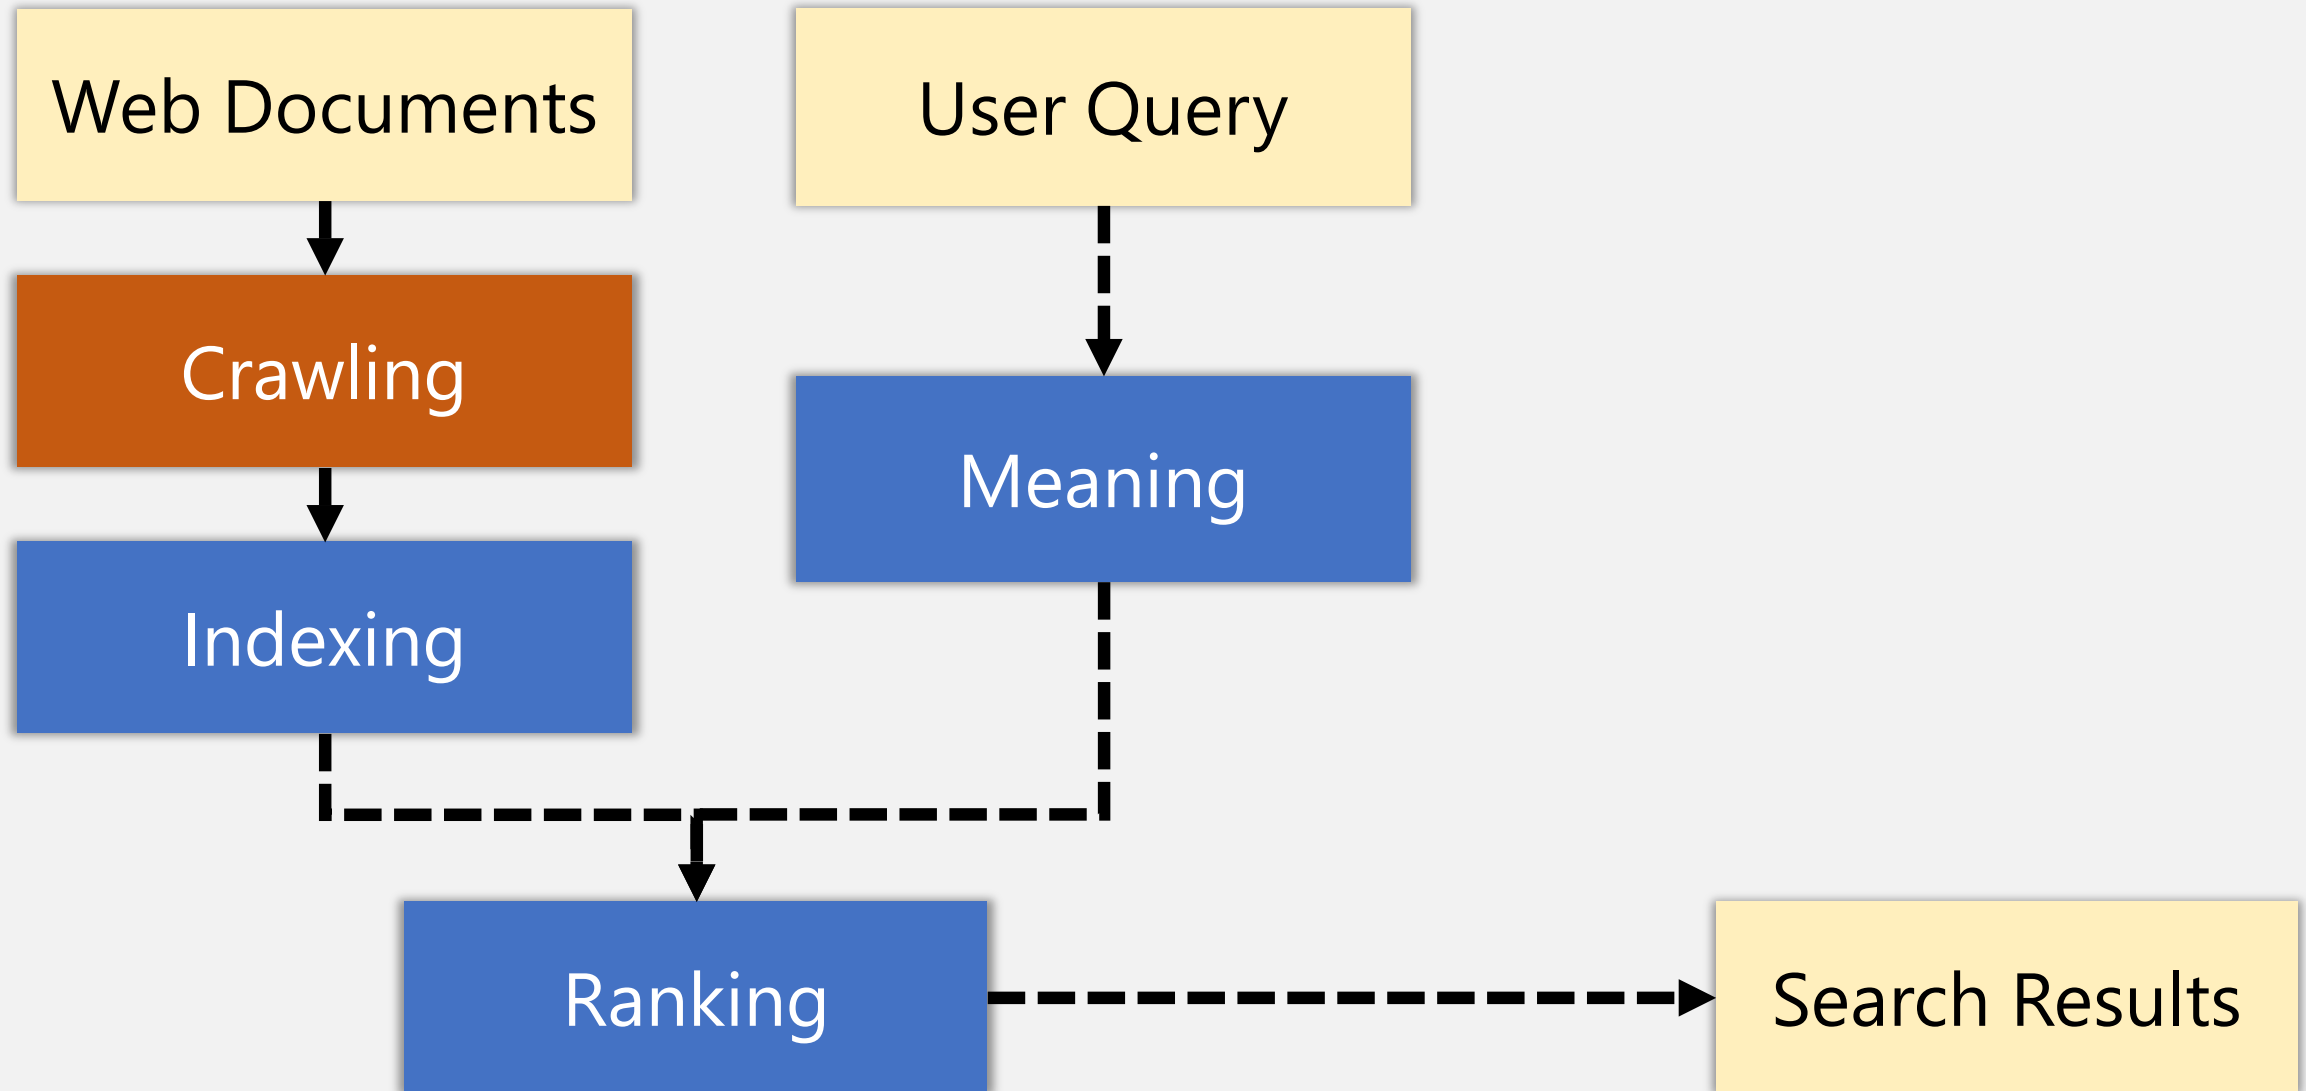 Web Documents
User Query
Crawling
Meaning
Indexing
Ranking
Search Results